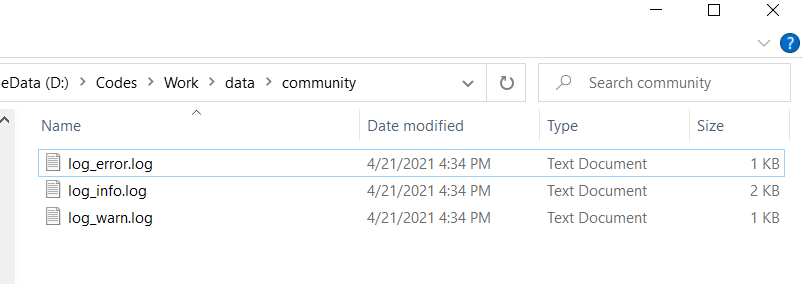 ?
eData (D:) > Codes > Work > data > community
Search community
Name Date modified Type Size
log_error.log 4/21/2021 4:34 PM Text Document 1 KB
log_info.log 4/21/2021 4:34 PM Text Document 2 KB
log_warn.log 4/21/2021 4:34 PM Text Document 1 KB